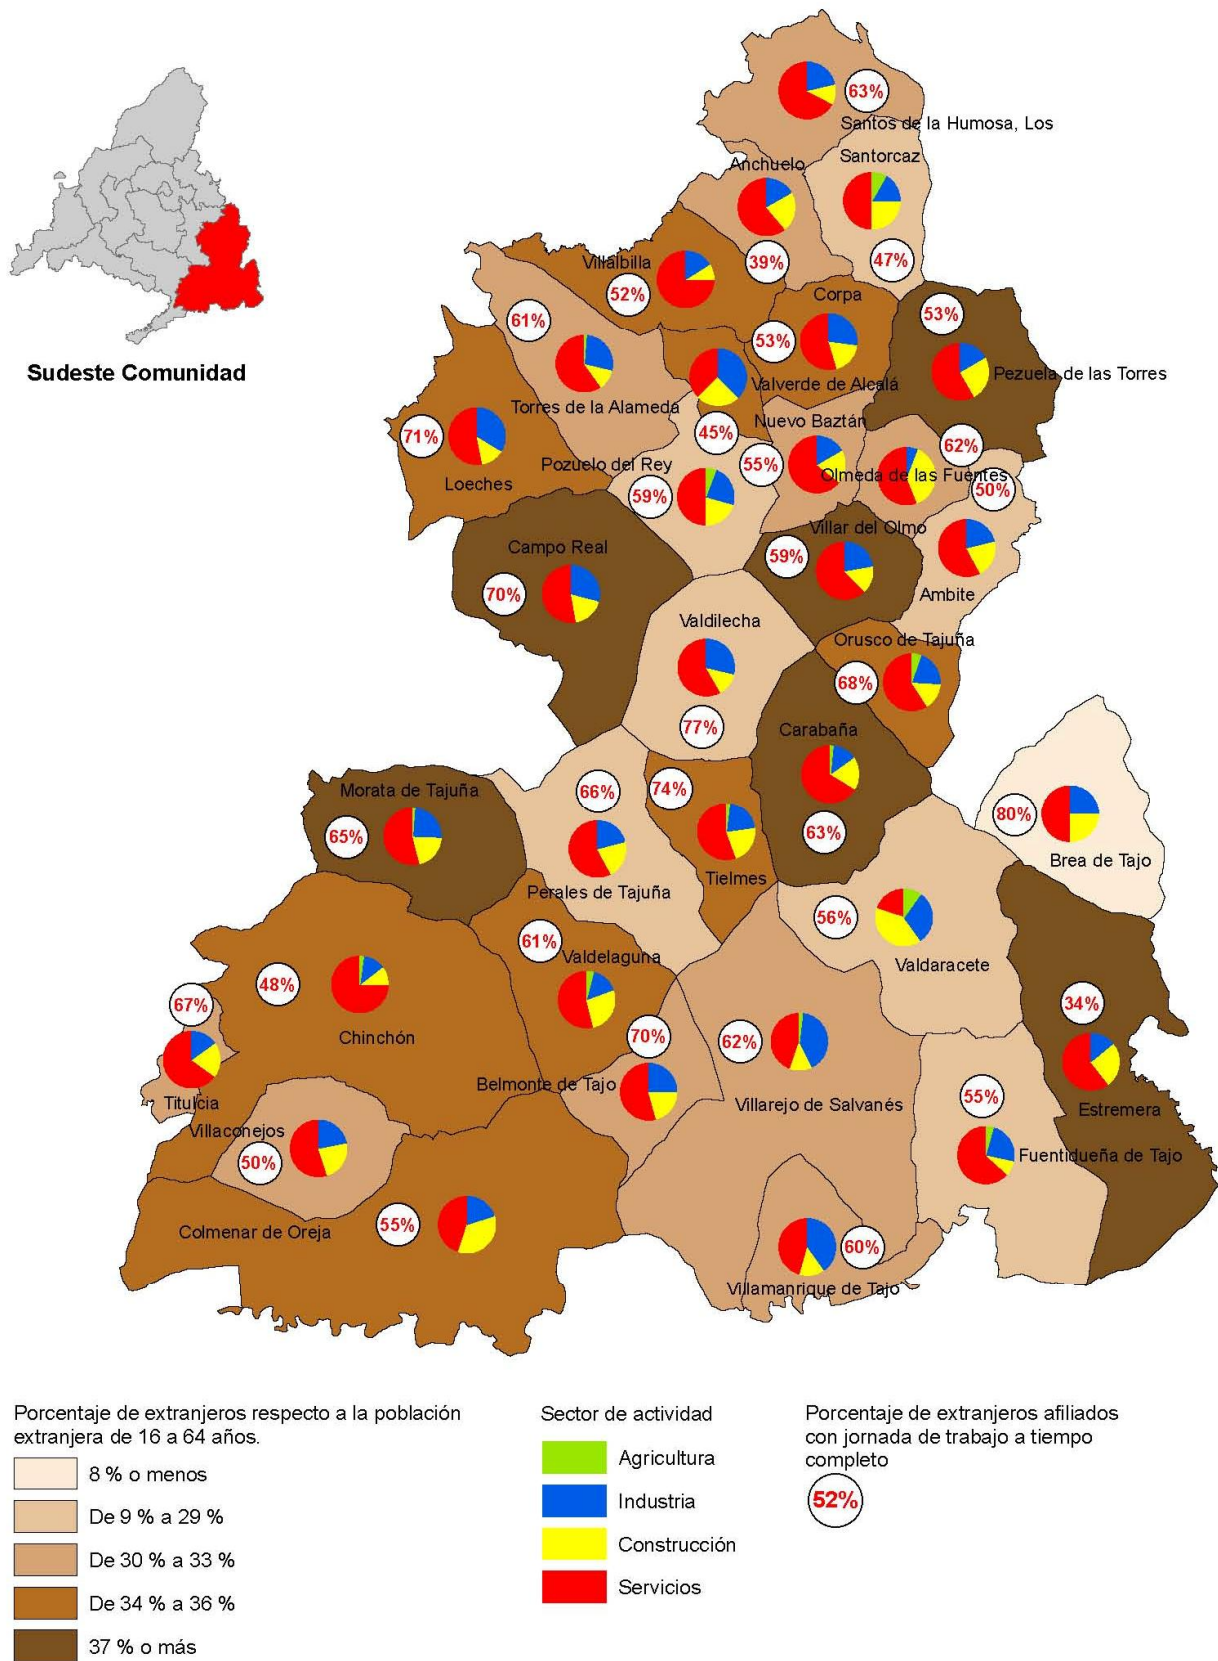 63%
Santos de la Humosa, Los
Anchuelo
Santorcaz
39%
47%
Villalbilla
52%
Corpa
53%
53%
61%
Sudeste Comunidad
Valverde de Alcalá
Pezuela de las Torres
Torres de la Alameda
Nuevo Baztán
71%
45%
62%
Loeches
Pozuelo del Rey
55%
Olmeda de las Fuentes
59%
50%
Campo Real
Villar del Olmo
59%
70%
Ambite
Valdilecha
Orusco de Tajuña
68%
77%
Carabaña
Morata de Tajuña
66%
74%
80%
65%
63%
Brea de Tajo
Perales de Tajuña
Tielmes
56%
61%
Valdelaguna
Valdaracete
48%
67%
34%
Chinchón
70%
62%
Belmonte de Tajo
Villarejo de Salvanés
55%
Titulcia
Estremera
Villaconejos
50%
Fuentidueña de Tajo
Colmenar de Oreja
55%
60%
Villamanrique de Tajo
Porcentaje de extranjeros respecto a la población
extranjera de 16 a 64 años.
8 % o menos
De 9 % a 29 %
De 30 % a 33 %
De 34 % a 36 %
37 % o más
Sector de actividad
Agricultura
Industria
Construcción
Servicios
Porcentaje de extranjeros afiliados
con jornada de trabajo a tiempo
completo
52%